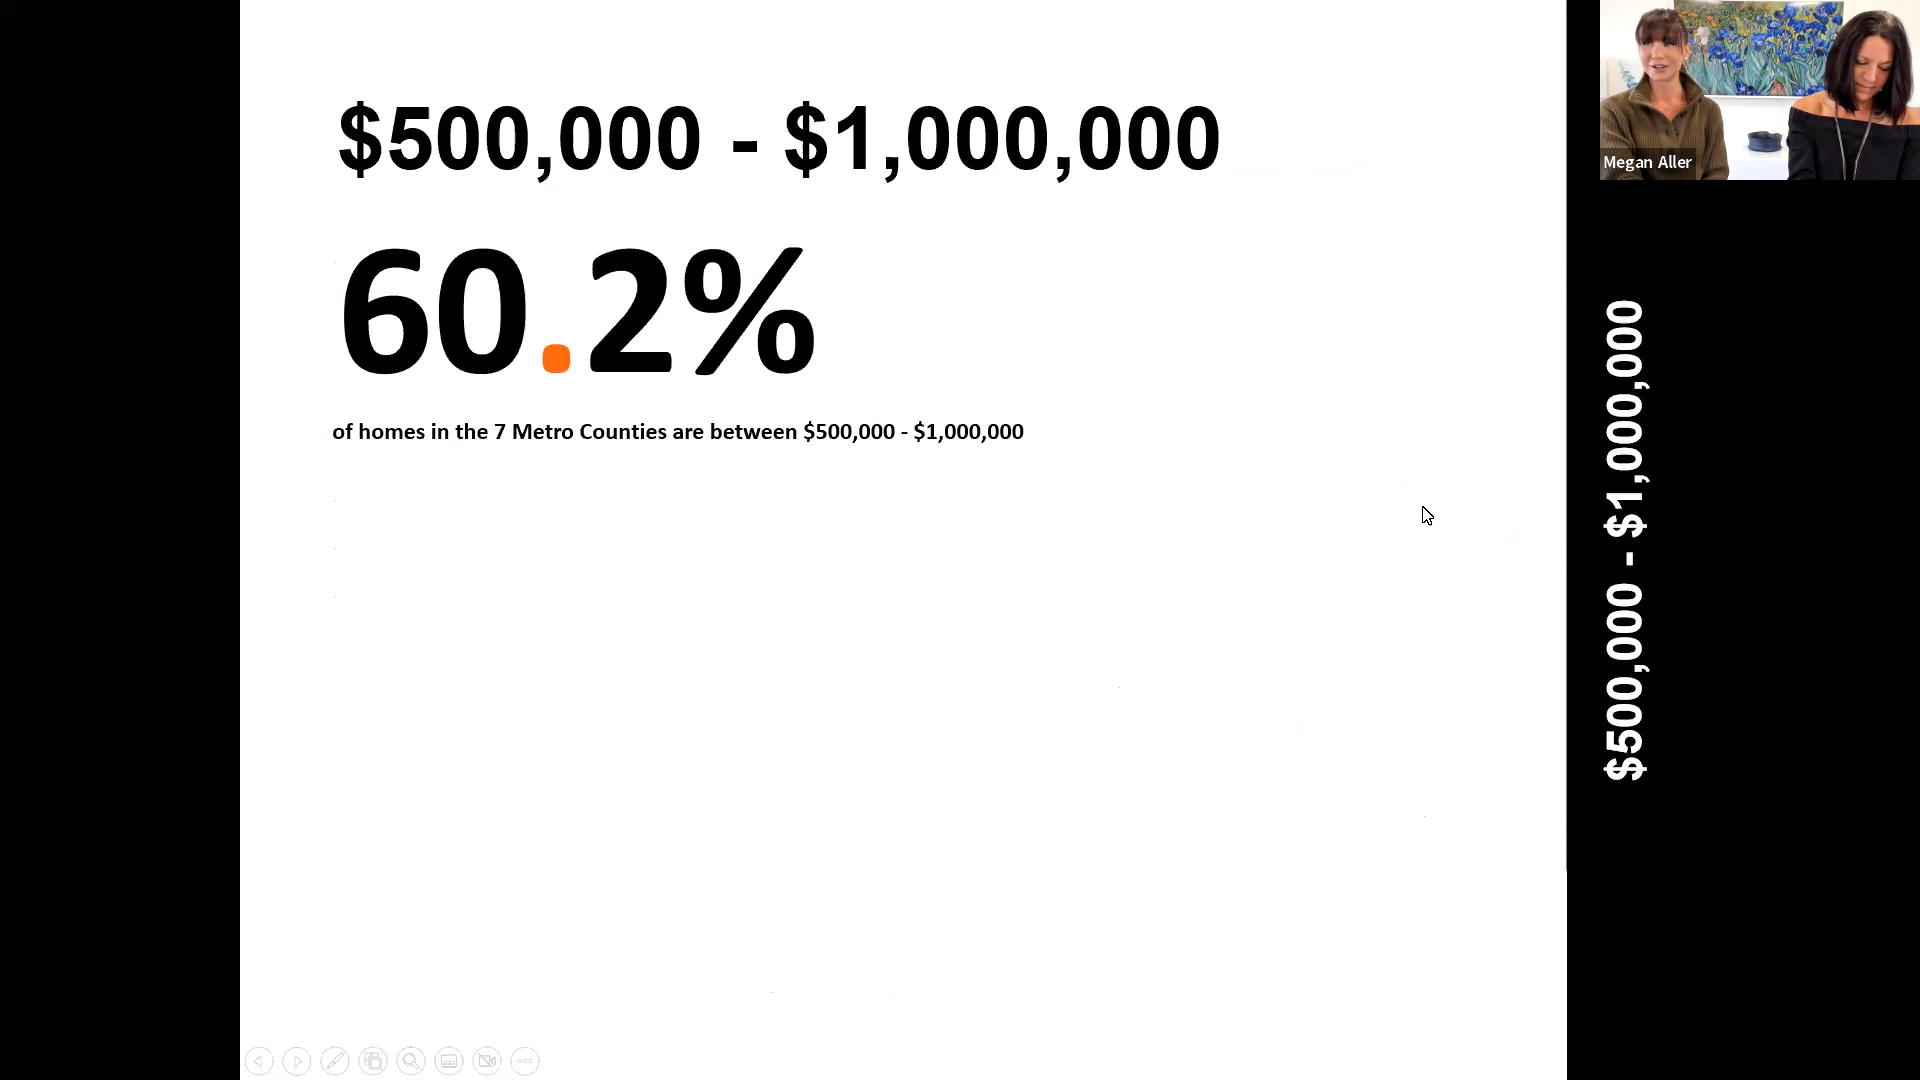 $500,000 - $1,000,000
60.2%
of homes in the 7 Metro Counties are between $500,000 - $1,000,000
Megan Aller
$500,000 - $1,0000,000